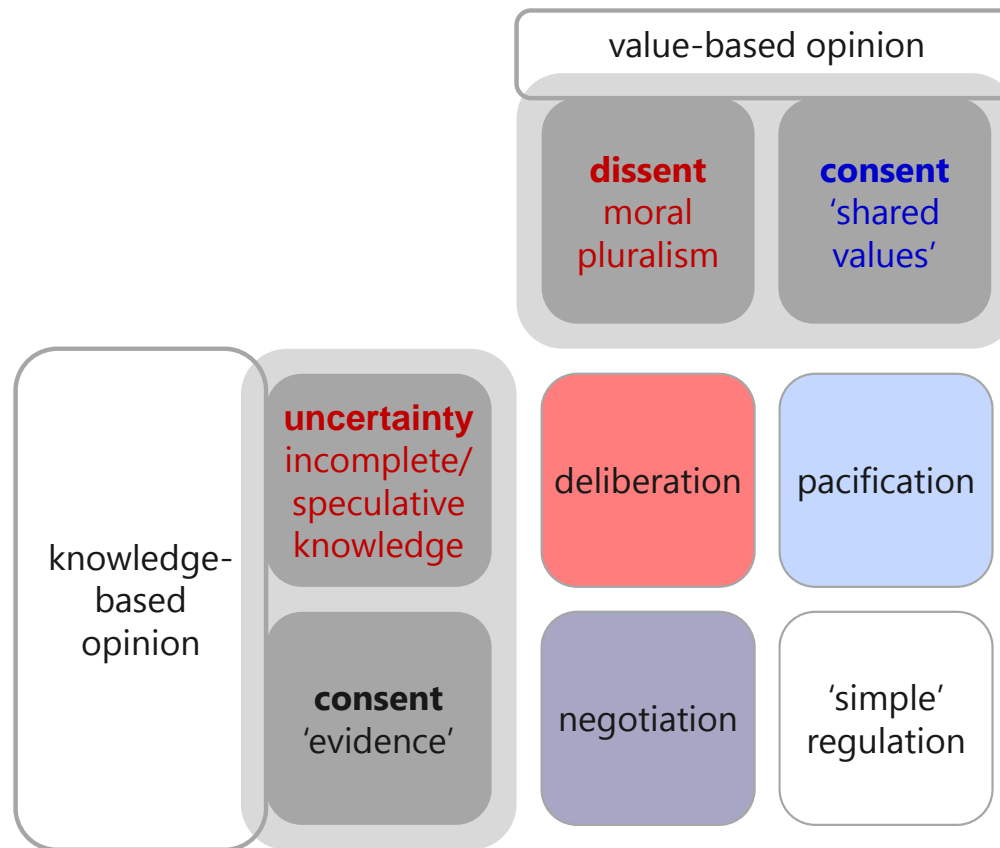 value-based opinion
dissent
moral
pluralism
consent
‘shared
values’
knowledge-
based
opinion
uncertainty
incomplete/
speculative
knowledge
deliberation
pacification
consent
‘evidence’
negotiation
‘simple’
regulation